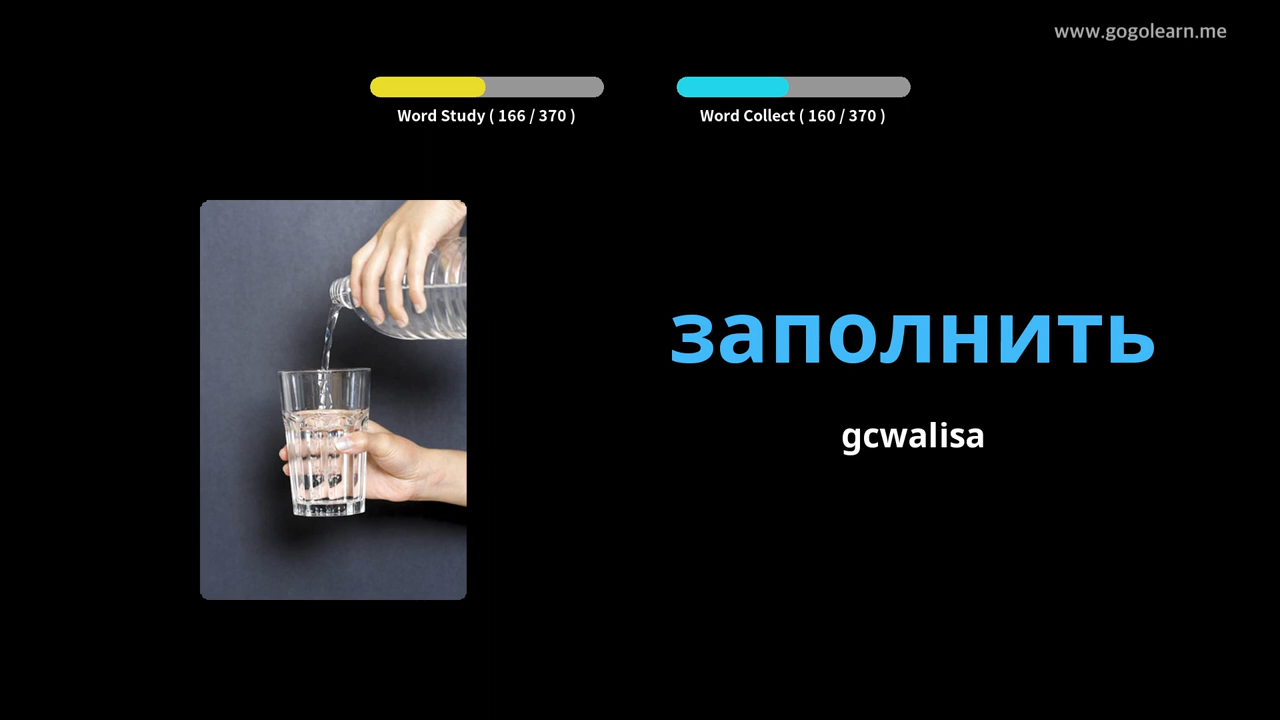 www.gogolearn.me
Word Study ( 166 / 370 )
Word Collect ( 160 / 370 )
заполнить
gcwalisa